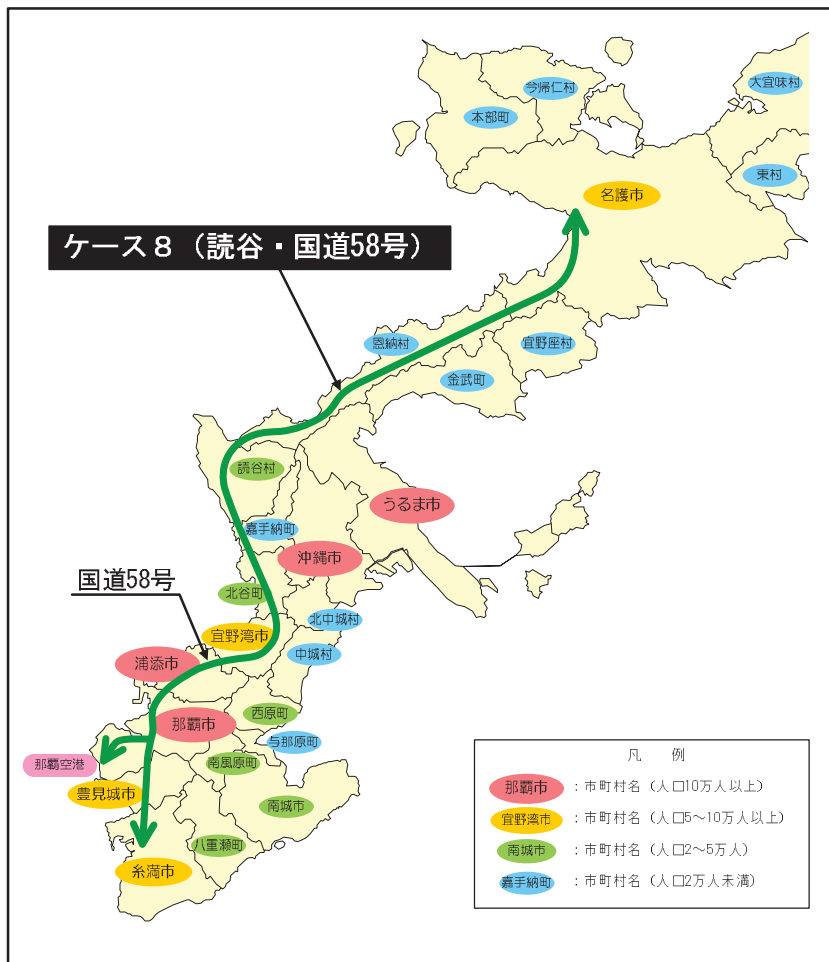 今帰仁村
大宜味村
本部町
東村
名護市
ケース８（読谷・国道58号）
恩納村
宜野座村
金武町
読谷村
うるま市
嘉手納町
沖縄市
国道58号
北谷町
北中城村
宜野湾市
中城村
浦添市
西原町
那覇市
与那原町
那覇空港
南風原町
豊見城市
南城市
八重瀬町
糸満市
凡　例
那覇市 ：市町村名（人口10万人以上）
宜野湾市 ：市町村名（人口5～10万人以上）
南城市 ：市町村名（人口2～5万人）
嘉手納町 ：市町村名（人口2万人未満）